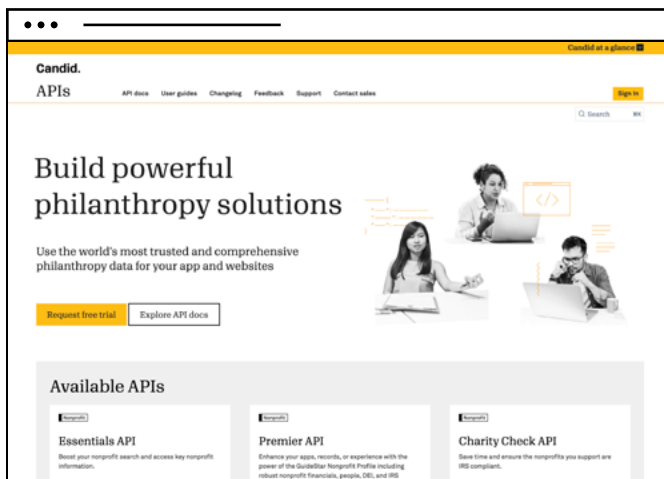 Candid at a glance
Candid.
APIs
API docs User guides Changelog Feedback Support Contact sales
Sign In
Search ⌘K
Build powerful
philanthropy solutions
</>
Use the world's most trusted and comprehensive
philanthropy data for your app and websites
Request free trial Explore API docs
Available APIs
Nonprofit
Essentials API
Boost your nonprofit search and access key nonprofit
information.
Nonprofit
Premier API
Enhance your apps, records, or experience with the
power of the GuideStar Nonprofit Profile including
robust nonprofit financials, people, DEI, and IRS
Nonprofit
Charity Check API
Save time and ensure the nonprofits you support are
IRS compliant.